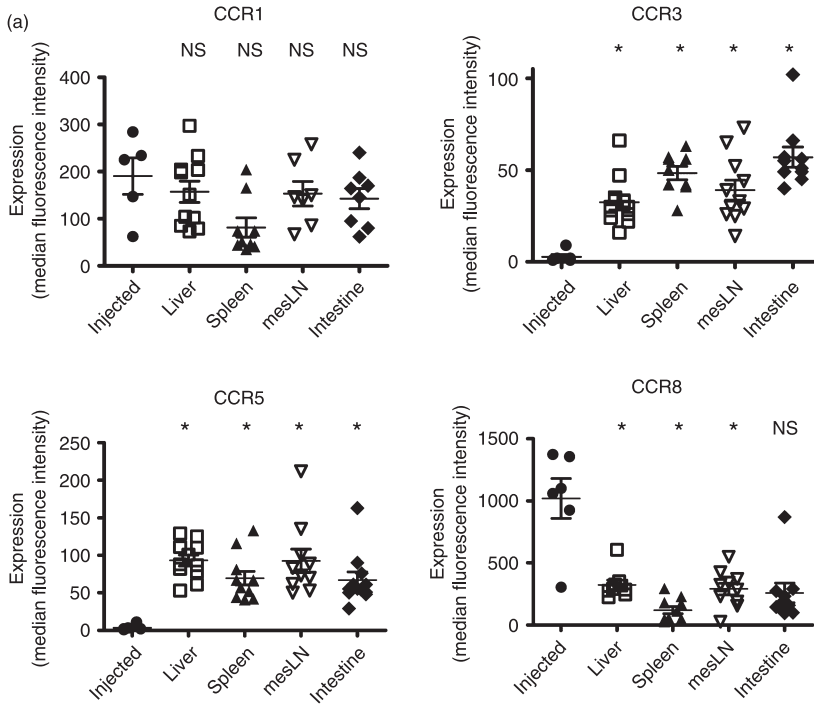 (a)
CCR1
NS NS NS NS
Expression
(median fluorescence intensity)
400
300
200
100
0
Injected
Liver
Spleen
mesLN
Intestine
CCR3
* * * *
Expression
(median fluorescence intensity)
100
50
0
Injected
Liver
Spleen
mesLN
Intestine
CCR5
* * * *
Expression
(median fluorescence intensity)
250
200
150
100
50
0
Injected
Liver
Spleen
mesLN
Intestine
CCR8
* * * NS
Expression
(median fluorescence intensity)
1500
1000
500
0
Injected
Liver
Spleen
mesLN
Intestine